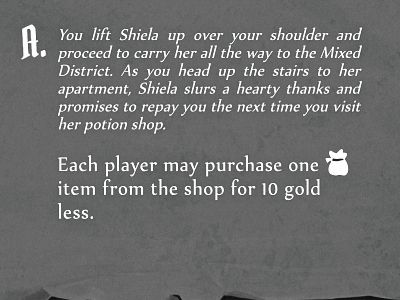 A. You lift Shiela up over your shoulder and
proceed to carry her all the way to the Mixed
District. As you head up the stairs to her
apartment, Shiela slurs a hearty thanks and
promises to repay you the next time you visit
her potion shop.
Each player may purchase one
item from the shop for 10 gold
less.